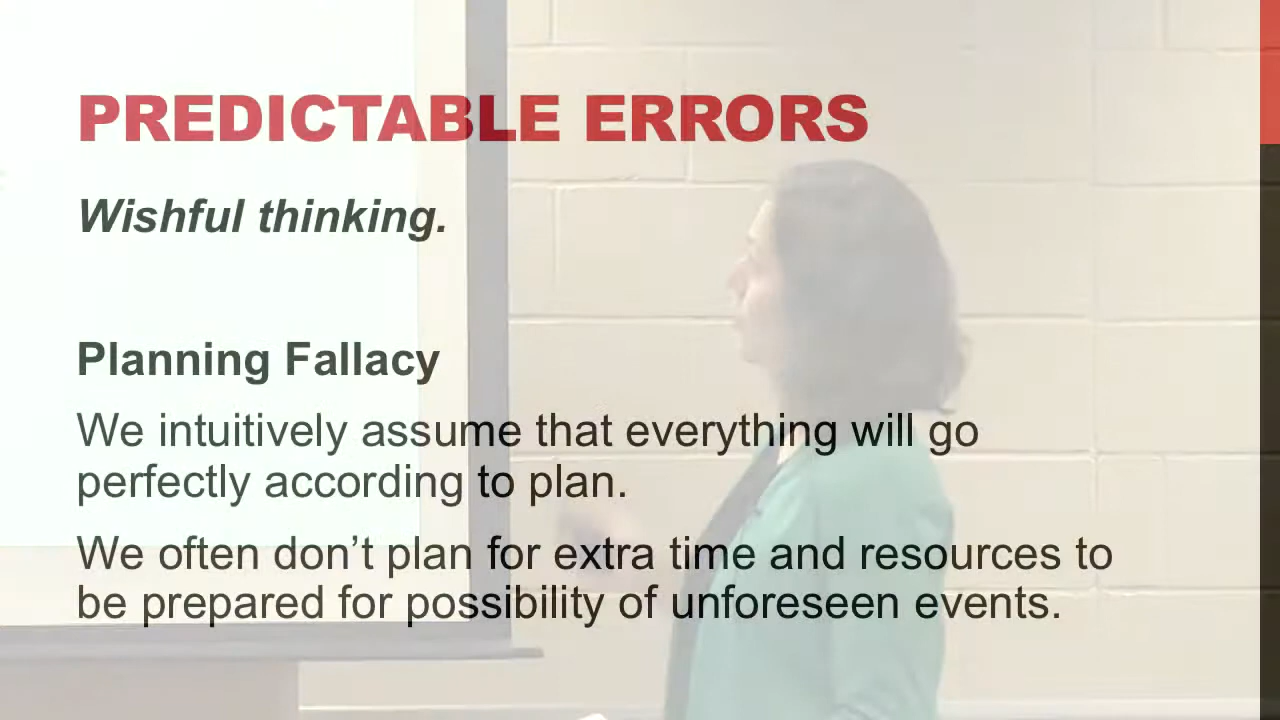 PREDICTABLE ERRORS
Wishful thinking.
Planning Fallacy
We intuitively assume that everything will go
perfectly according to plan.
We often don’t plan for extra time and resources to
be prepared for possibility of unforeseen events.